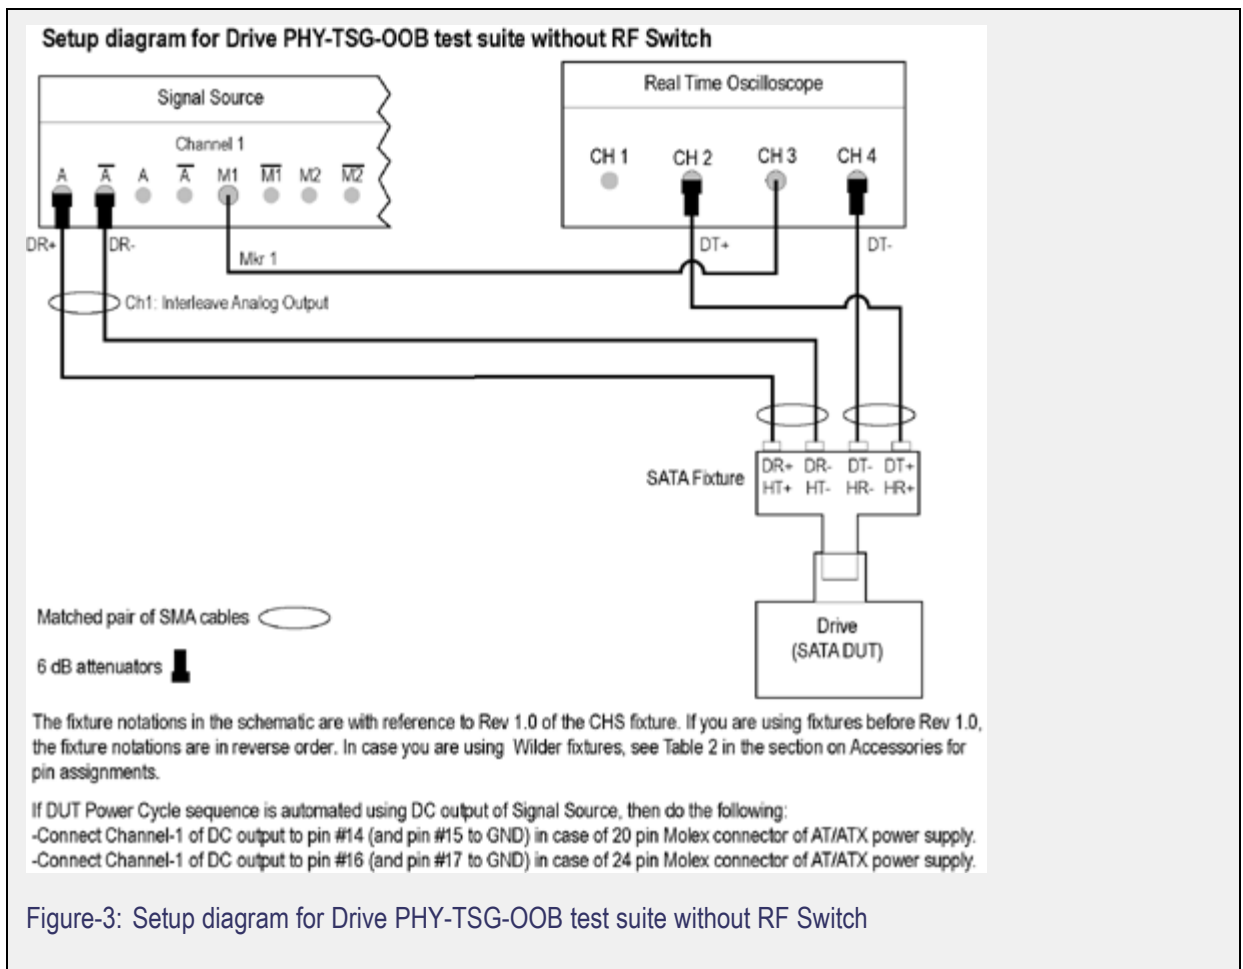 Setup diagram for Drive PHY-TSG-OOB test suite without RF Switch
Signal Source
Channel 1
A A A A M1 M1 M2 M2
Real Time Oscilloscope
CH 1 CH 2 CH 3 CH 4
DR+ DR- Mkr 1 DT+ DT-
Ch1: Interleave Analog Output
SATA Fixture
DR+ DR- DT- DT+
HT+ HT- HR- HR+
Drive
(SATA DUT)
Matched pair of SMA cables
6 dB attenuators
The fixture notations in the schematic are with reference to Rev 1.0 of the CHS fixture. If you are using fixtures before Rev 1.0,
the fixture notations are in reverse order. In case you are using Wilder fixtures, see Table 2 in the section on Accessories for
pin assignments.
If DUT Power Cycle sequence is automated using DC output of Signal Source, then do the following:
-Connect Channel-1 of DC output to pin #14 (and pin #15 to GND) in case of 20 pin Molex connector of AT/ATX power supply.
-Connect Channel-1 of DC output to pin #16 (and pin #17 to GND) in case of 24 pin Molex connector of AT/ATX power supply.
Figure-3: Setup diagram for Drive PHY-TSG-OOB test suite without RF Switch